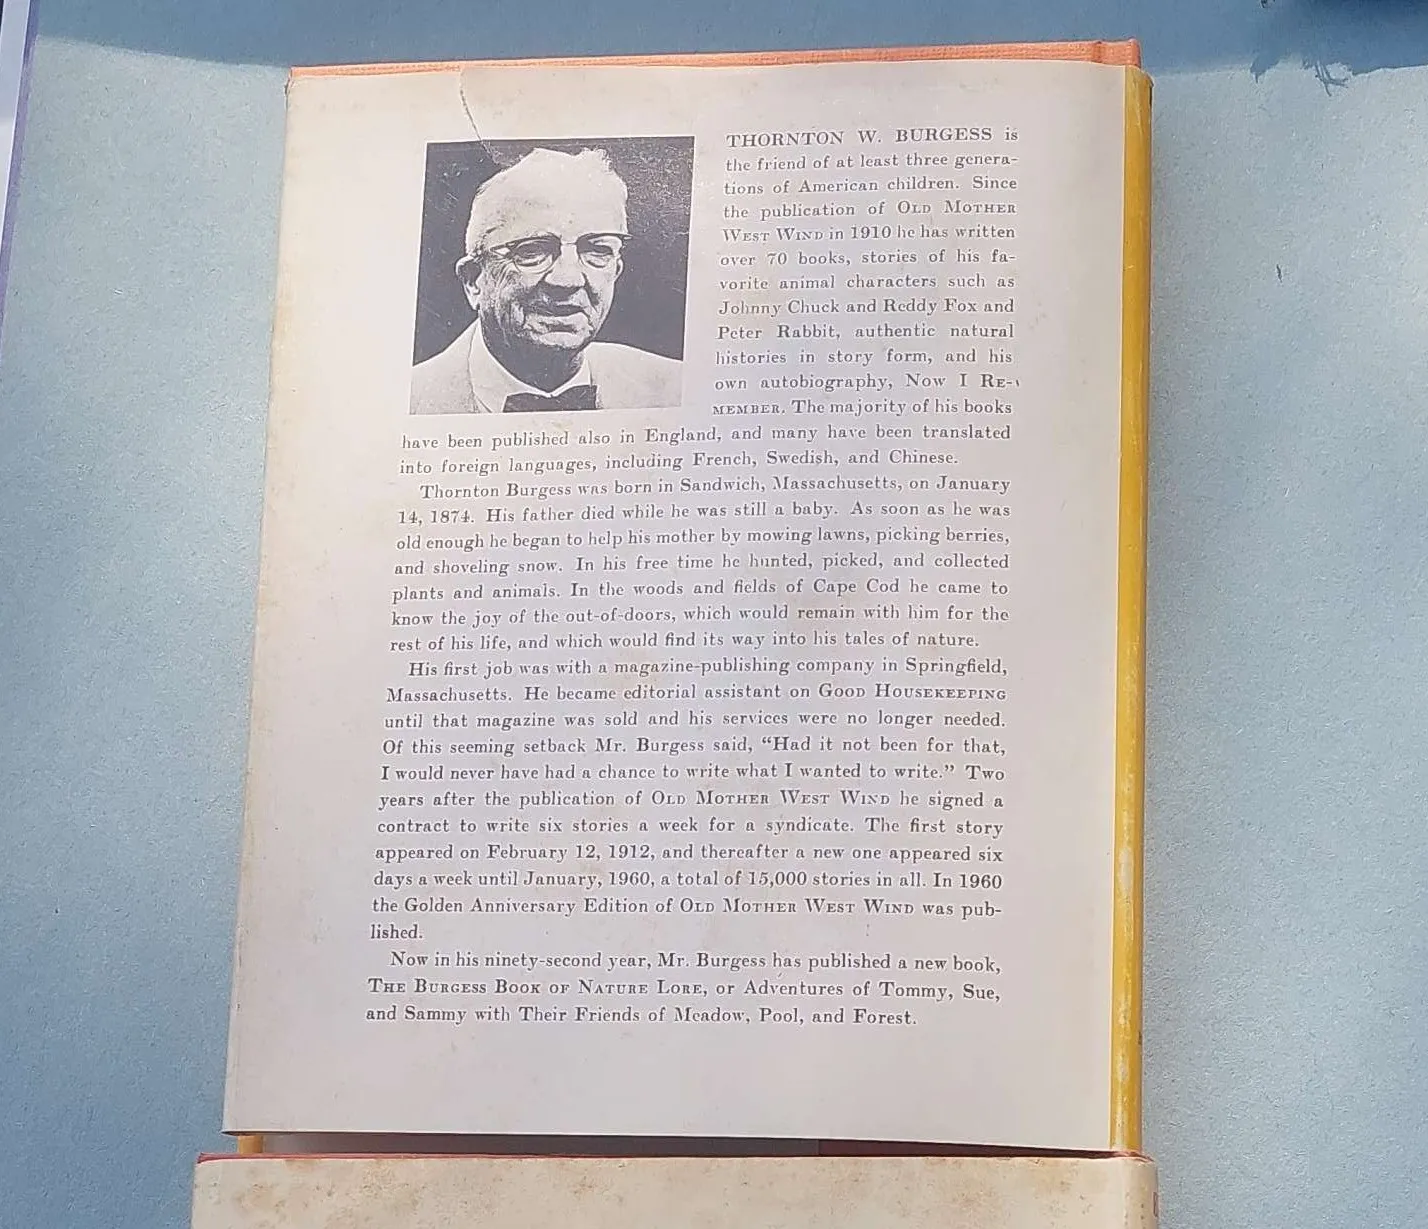 THORNTON W. BURGESS is
the friend of at least three genera-
tions of American children. Since
the publication of OLD MOTHER
WEST WIND in 1910 he has written
over 70 books, stories of his fa-
vorite animal characters such as
Johnny Chuck and Reddy Fox and
Peter Rabbit, authentic natural
histories in story form, and his
own autobiography, NOW I RE-
MEMBER. The majority of his books
have been published also in England, and many have been translated
into foreign languages, including French, Swedish, and Chinese.
Thornton Burgess was born in Sandwich, Massachusetts, on January
14, 1874. His father died while he was still a baby. As soon as he was
old enough he began to help his mother by mowing lawns, picking berries,
and shoveling snow. In his free time he hunted, picked, and collected
plants and animals. In the woods and fields of Cape Cod he came to
know the joy of the out-of-doors, which would remain with him for the
rest of his life, and which would find its way into his tales of nature.
His first job was with a magazine-publishing company in Springfield,
Massachusetts. He became editorial assistant on GOOD HOUSEKEEPING
until that magazine was sold and his services were no longer needed.
Of this seeming setback Mr. Burgess said, “Had it not been for that,
I would never have had a chance to write what I wanted to write.” Two
years after the publication of OLD MOTHER WEST WIND he signed a
contract to write six stories a week for a syndicate. The first story
appeared on February 12, 1912, and thereafter a new one appeared six
days a week until January, 1960, a total of 15,000 stories in all. In 1960
the Golden Anniversary Edition of OLD MOTHER WEST WIND was pub-
lished.
Now in his ninety-second year, Mr. Burgess has published a new book,
THE BURGESS BOOK OF NATURE LORE, or Adventures of Tommy, Sue,
and Sammy with Their Friends of Meadow, Pool, and Forest.